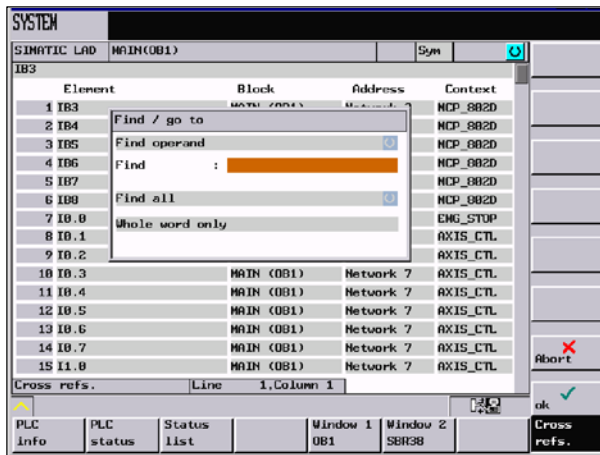 SYSTEM
SIMATIC LAD MAIN(OB1) Sym
IB3
Element Block Address Context
1 IB3 MAIN (OB1) Network 2 MCP_802D
2 IB4 MCP_802D
3 IB5 MCP_802D
4 IB6 MCP_802D
5 IB7 MCP_802D
6 IB8 MCP_802D
7 I0.0 EMG_STOP
8 I0.1 AXIS_CTL
9 I0.2 AXIS_CTL
10 I0.3 MAIN (OB1) Network 7 AXIS_CTL
11 I0.4 MAIN (OB1) Network 7 AXIS_CTL
12 I0.5 MAIN (OB1) Network 7 AXIS_CTL
13 I0.6 MAIN (OB1) Network 7 AXIS_CTL
14 I0.7 MAIN (OB1) Network 7 AXIS_CTL
15 I1.0 MAIN (OB1) Network 7 AXIS_CTL
Find / go to
Find operand
Find :
Find all
Whole word only
Cross refs. Line 1,Column 1
Abort
ok
PLC info
PLC status
Status list
Window 1 OB1
Window 2 SBR38
Cross refs.